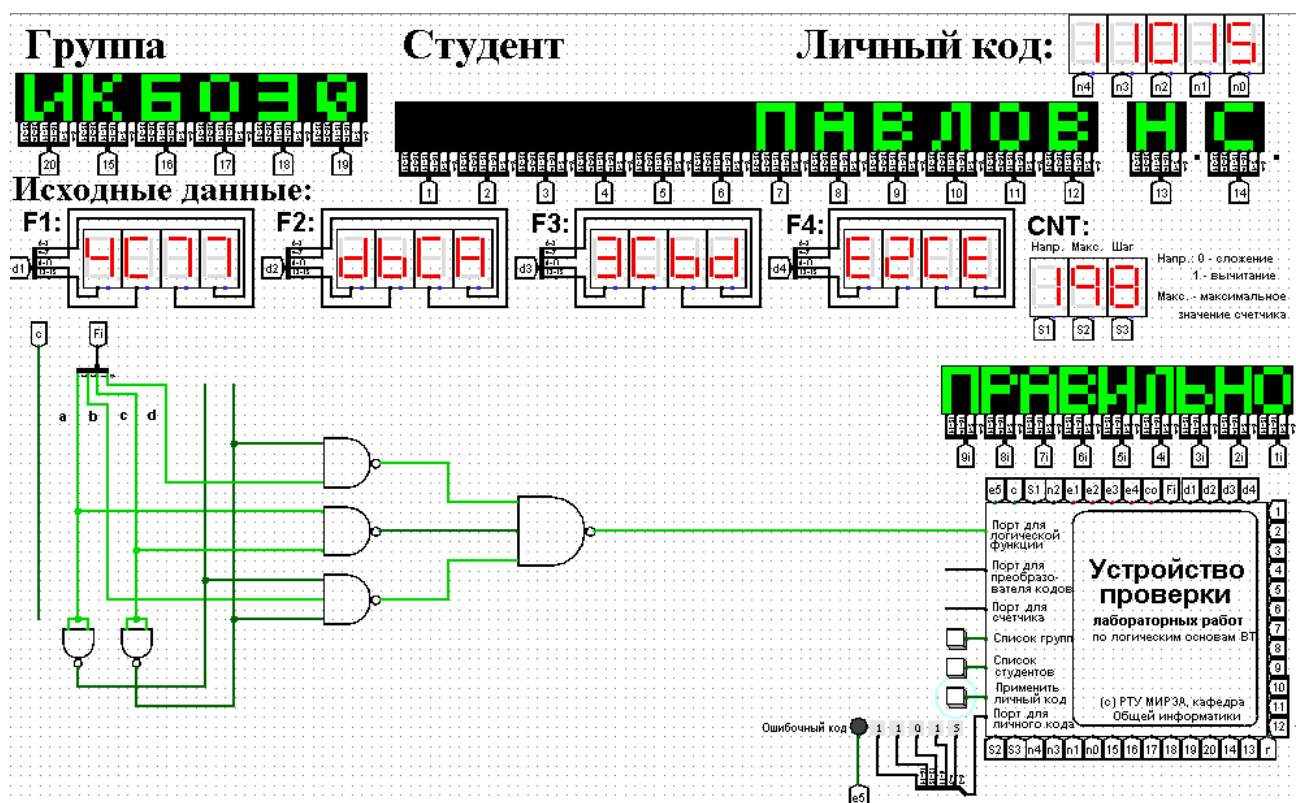 Группа Студент Личный код: 11015
n4 n3 n2 n1 n0
ИКБО30 ПАВЛОВ Н.С.
20 15 16 17 18 19 1 2 3 4 5 6 7 8 9 10 11 12 13 14
Исходные данные:
F1: F2: F3: F4: CNT:
Напр. Макс. Шаг
d1 4C77 d2 dbCA d3 3Cbd d4 E2CE 198
Напр.: 0 - сложение
1 - вычитание.
Макс. - максимальное
значение счетчика
S1 S2 S3
c Fi
a b c d
ПРАВИЛЬНО
9i 8i 7i 6i 5i 4i 3i 2i 1i
e5 c S1 n2 e1 e2 e3 e4 co Fi d1 d2 d3 d4
Порт для
логической
функции
Порт для
преобразо-
вателя кодов
Порт для
счетчика
Список групп
Список
студентов
Применить
личный код
Порт для
личного кода
Устройство
проверки
лабораторных работ
по логическим основам ВТ
(с) РТУ МИРЭА, кафедра
Общей информатики
1
2
3
4
5
6
7
8
9
10
11
12
Ошибочный код 1 1 0 1 5
S2 S3 n4 n3 n1 n0 15 16 17 18 19 20 14 13 r
e5